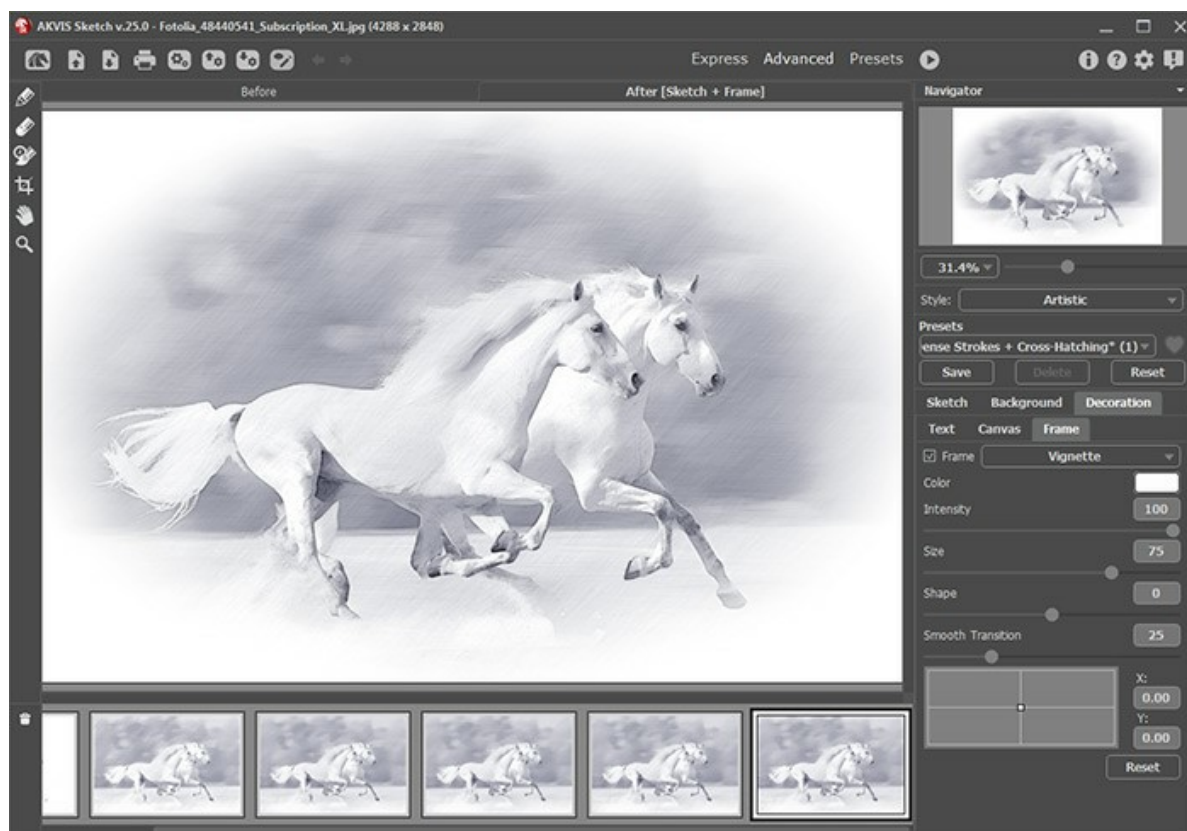 AKVIS Sketch v.25.0 - Fotolia_48440541_Subscription_XL.jpg (4288 x 2848)
Express Advanced Presets
Before After [Sketch + Frame] Navigator
31.4%
Style: Artistic
Presets
ense Strokes + Cross-Hatching* (1)
Save Delete Reset
Sketch Background Decoration
Text Canvas Frame
Frame Vignette
Color
Intensity 100
Size 75
Shape 0
Smooth Transition 25
X:
0.00
Y:
0.00
Reset